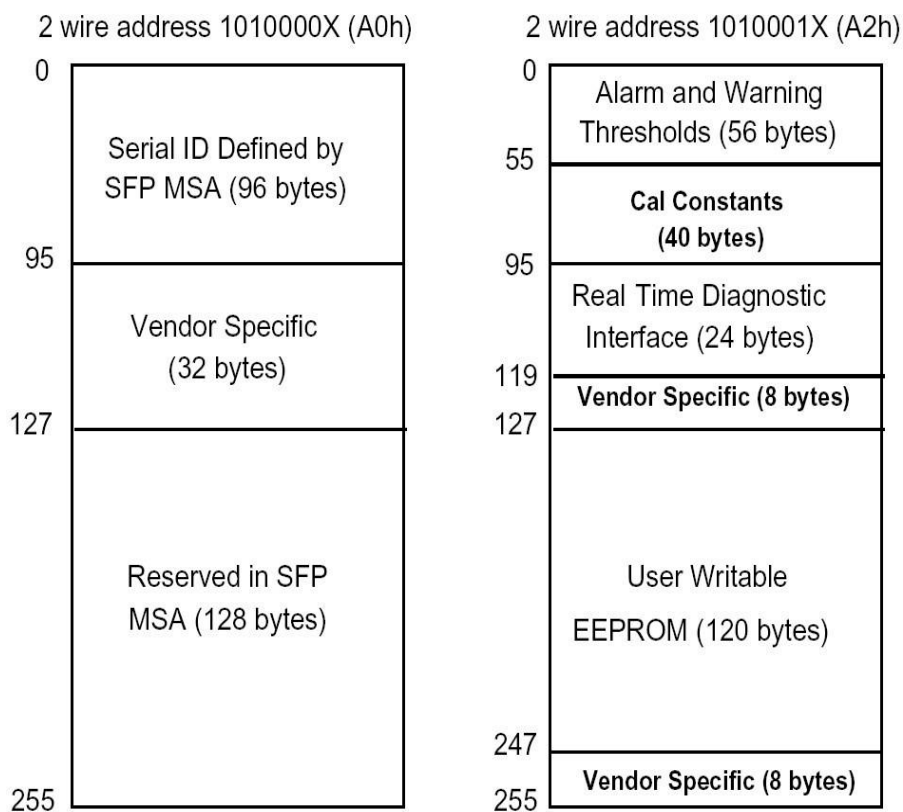 2 wire address 1010000X (A0h)
0
Serial ID Defined by
SFP MSA (96 bytes)
95
Vendor Specific
(32 bytes)
127
Reserved in SFP
MSA (128 bytes)
255
2 wire address 1010001X (A2h)
0
Alarm and Warning
Thresholds (56 bytes)
55
Cal Constants
(40 bytes)
95
Real Time Diagnostic
Interface (24 bytes)
119
Vendor Specific (8 bytes)
127
User Writable
EEPROM (120 bytes)
247
Vendor Specific (8 bytes)
255